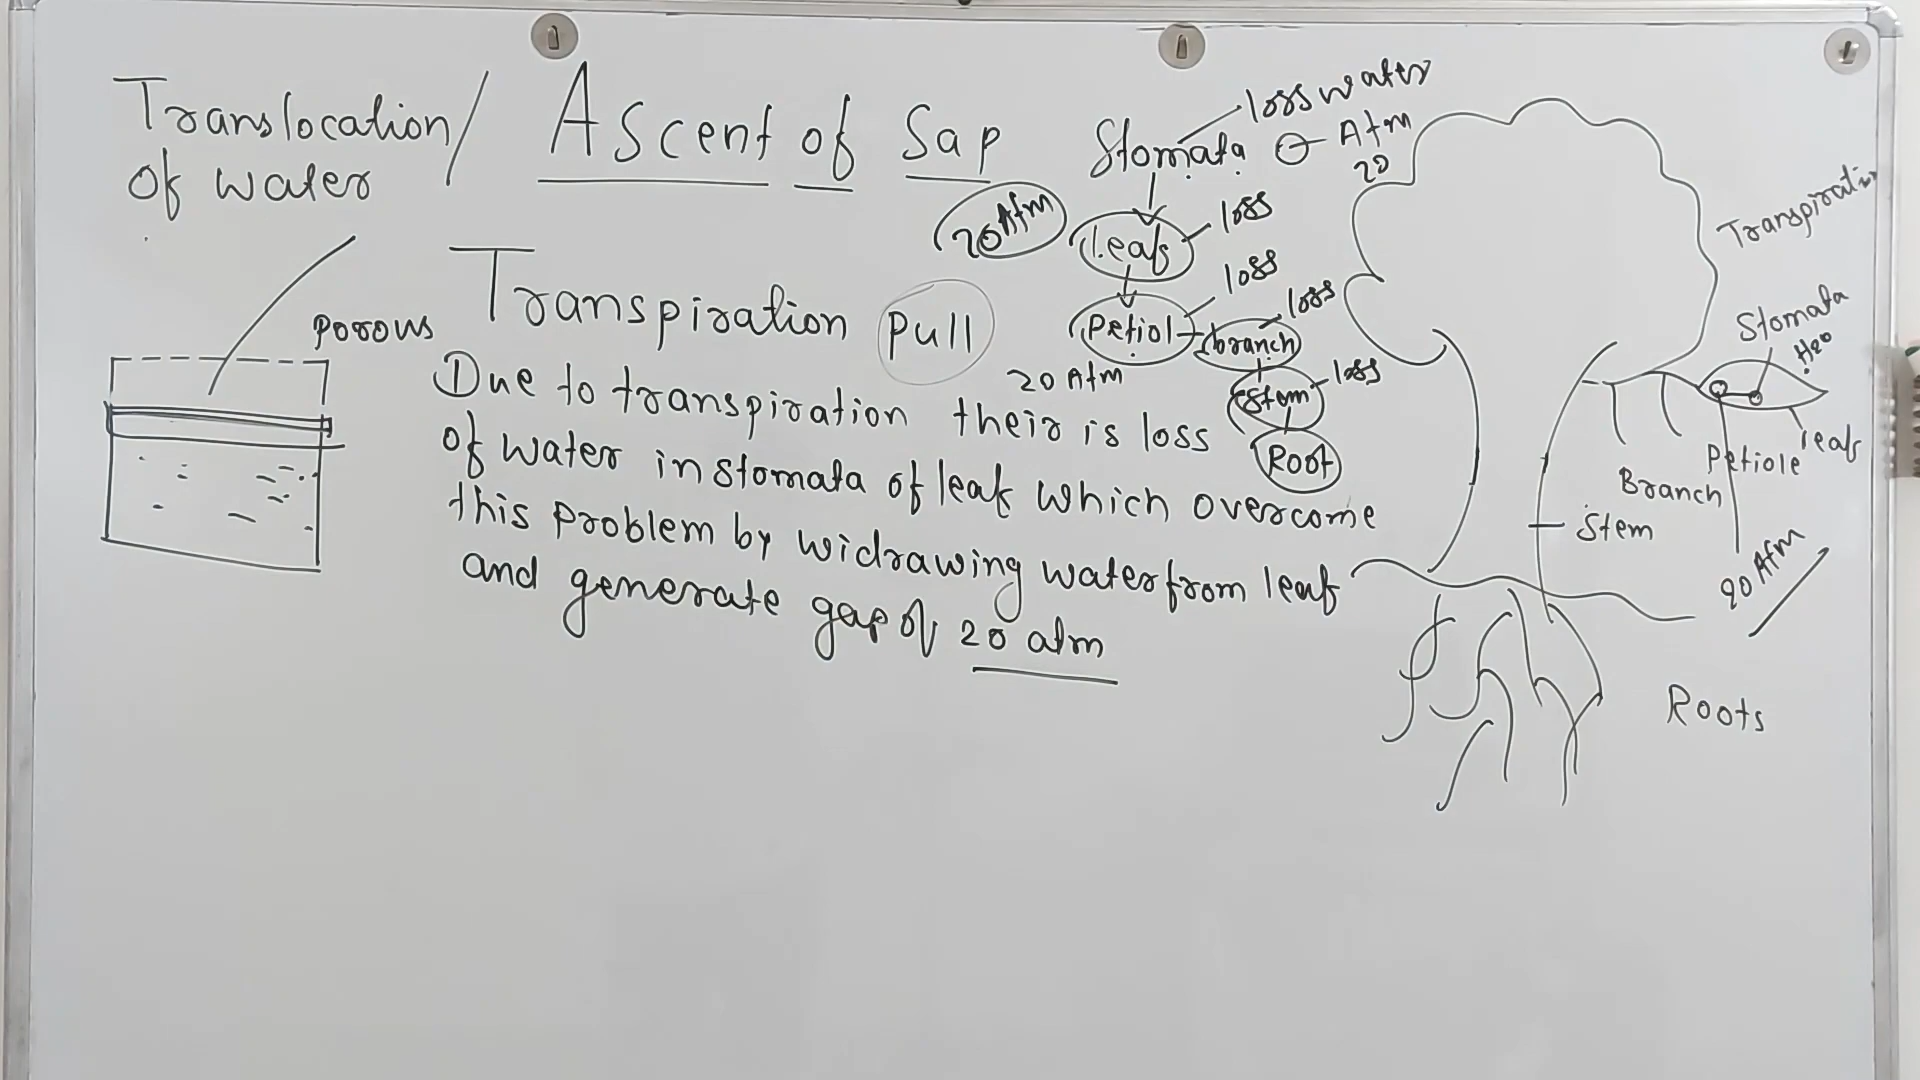 Translocation / Ascent of Sap
of water
Transpiration Pull
Due to transpiration their is loss
of water in stomata of leaf which overcome
this problem by widrawing water from leaf
and generate gap of 20 atm
Porous
Stomata loss water
Atm
20
20 Atm
Leaf loss
Petiol loss
20 Atm
branch loss
Stem loss
Root
Transpiration
Stomata
H20
leaf
Petiole
Branch
Stem
20 Atm
Roots